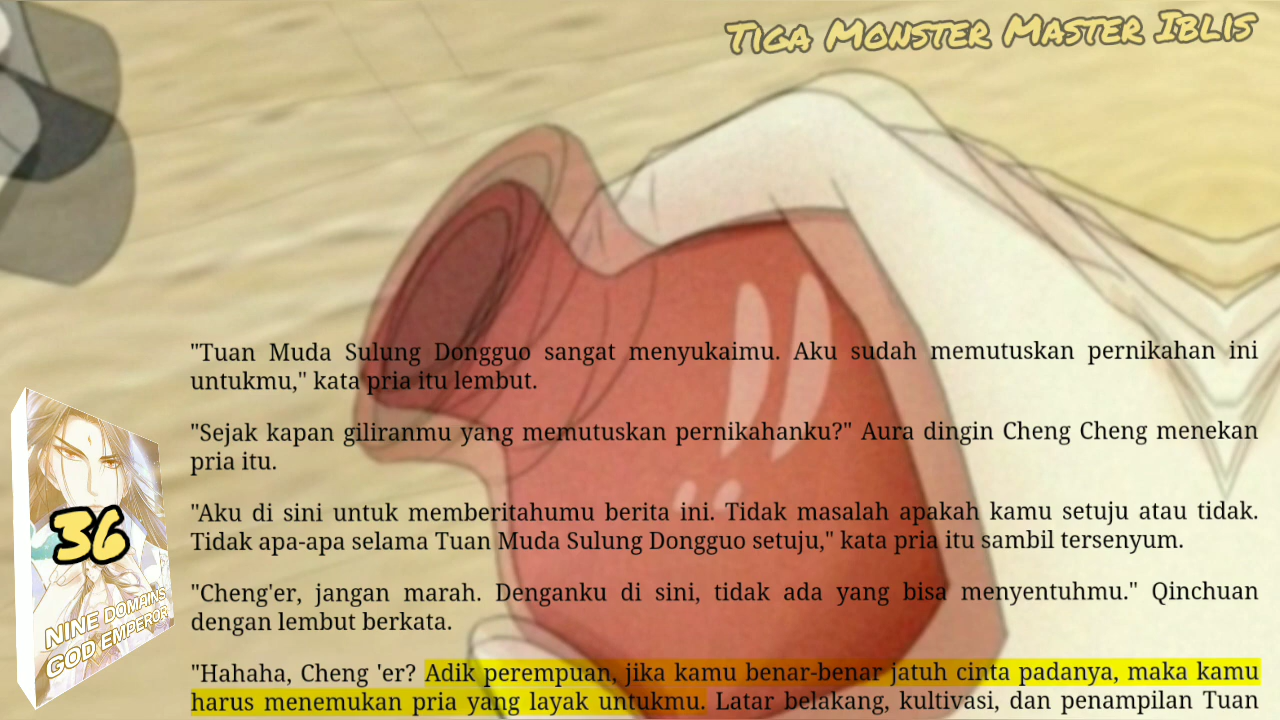 Tiga Monster Master Iblis
"Tuan Muda Sulung Dongguo sangat menyukaimu. Aku sudah memutuskan pernikahan ini
untukmu," kata pria itu lembut.
"Sejak kapan giliranmu yang memutuskan pernikahanku?" Aura dingin Cheng Cheng menekan
pria itu.
"Aku di sini untuk memberitahumu berita ini. Tidak masalah apakah kamu setuju atau tidak.
Tidak apa-apa selama Tuan Muda Sulung Dongguo setuju," kata pria itu sambil tersenyum.
"Cheng'er, jangan marah. Denganku di sini, tidak ada yang bisa menyentuhmu." Qinchuan
dengan lembut berkata.
"Hahaha, Cheng 'er? Adik perempuan, jika kamu benar-benar jatuh cinta padanya, maka kamu
harus menemukan pria yang layak untukmu. Latar belakang, kultivasi, dan penampilan Tuan
36
NINE DOMAINS
GOD EMPEROR